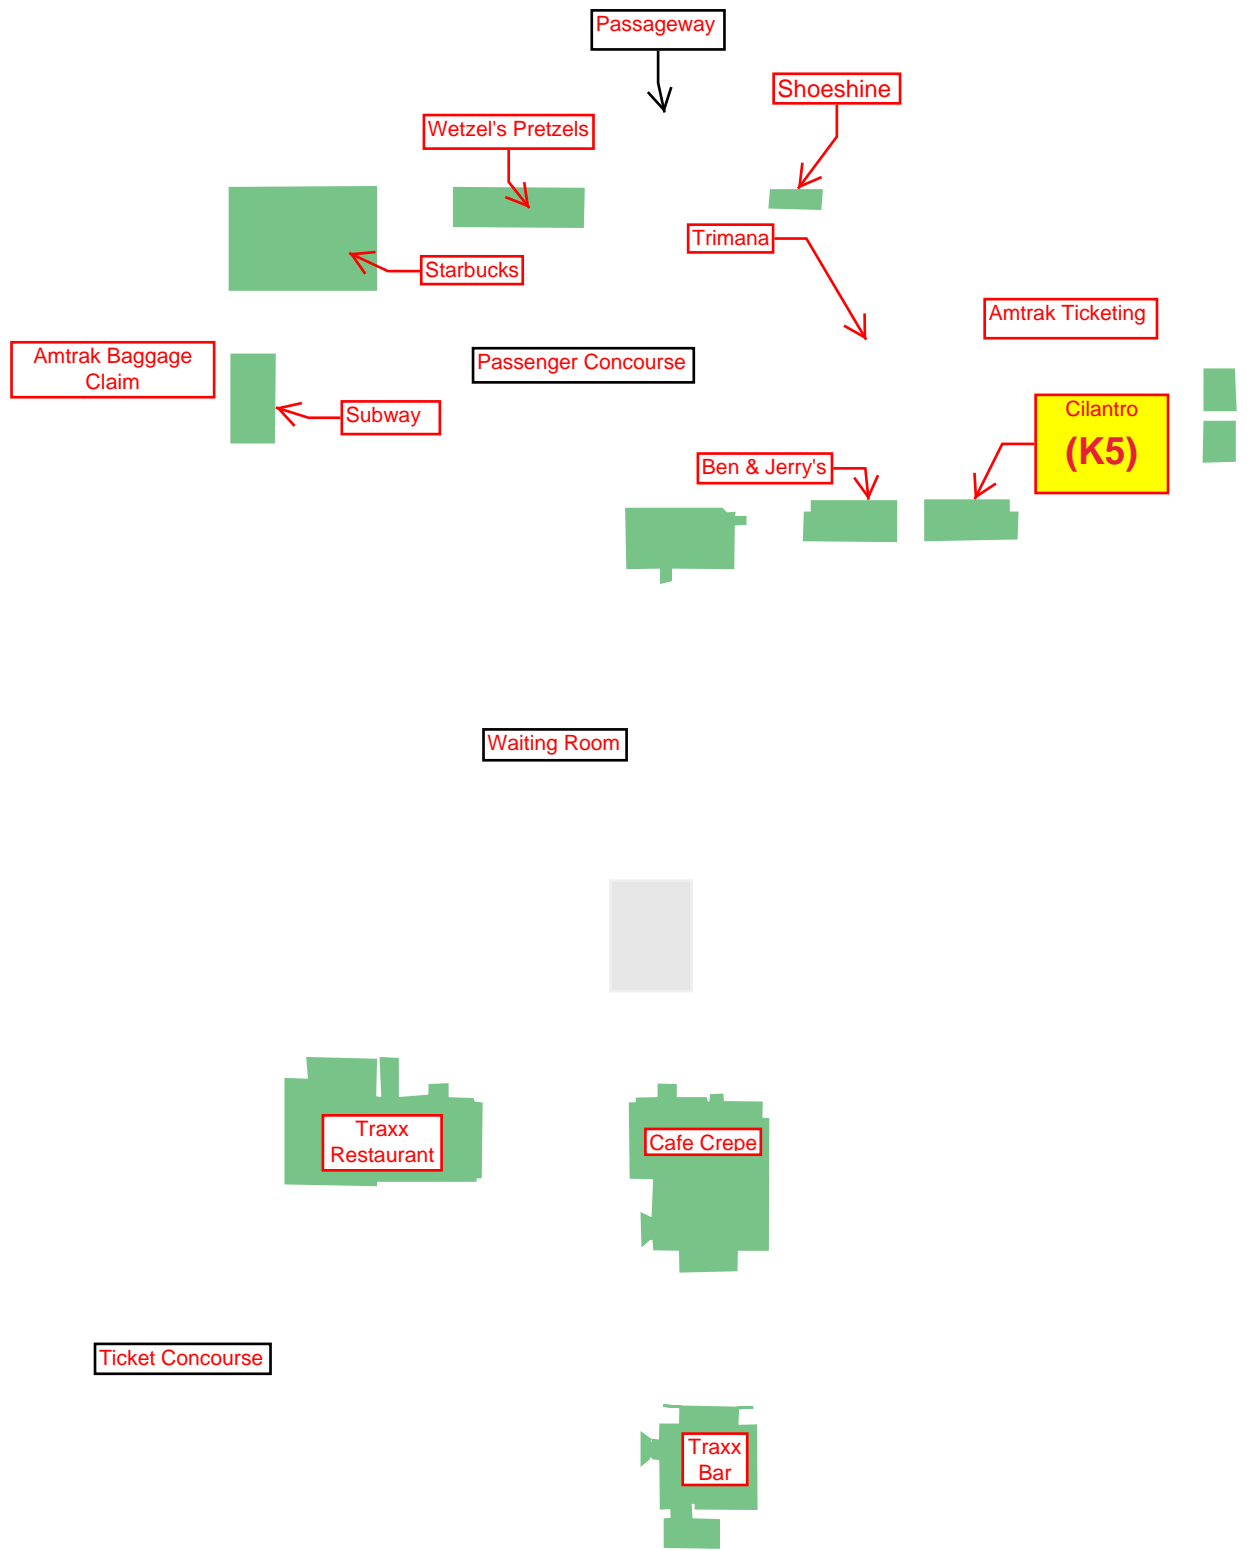 Passageway
Shoeshine
Wetzel's Pretzels
Trimana
Starbucks
Amtrak Ticketing
Amtrak Baggage
Claim
Passenger Concourse
Subway
Cilantro
(K5)
Ben & Jerry's
Waiting Room
Traxx
Restaurant
Cafe Crepe
Ticket Concourse
Traxx
Bar